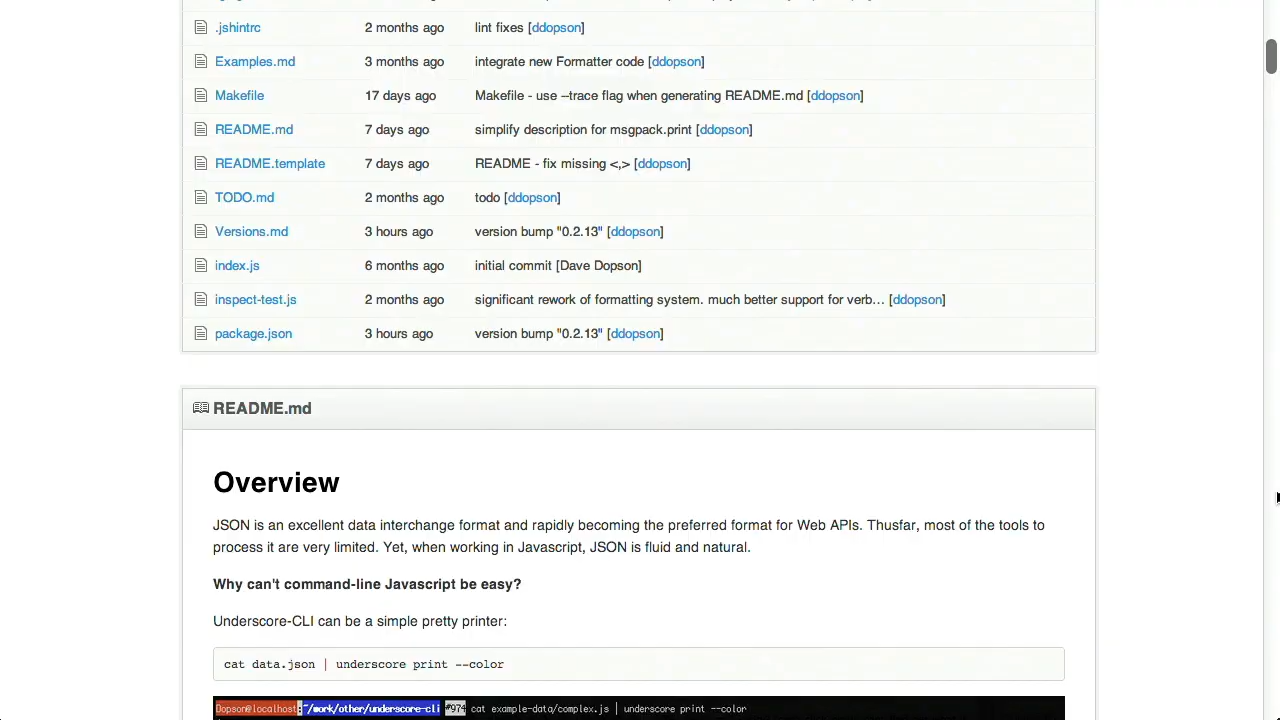 .jshintrc 2 months ago lint fixes [ddopson]
Examples.md 3 months ago integrate new Formatter code [ddopson]
Makefile 17 days ago Makefile - use --trace flag when generating README.md [ddopson]
README.md 7 days ago simplify description for msgpack.print [ddopson]
README.template 7 days ago README - fix missing <,> [ddopson]
TODO.md 2 months ago todo [ddopson]
Versions.md 3 hours ago version bump "0.2.13" [ddopson]
index.js 6 months ago initial commit [Dave Dopson]
inspect-test.js 2 months ago significant rework of formatting system. much better support for verb… [ddopson]
package.json 3 hours ago version bump "0.2.13" [ddopson]
README.md
Overview
JSON is an excellent data interchange format and rapidly becoming the preferred format for Web APIs. Thusfar, most of the tools to
process it are very limited. Yet, when working in Javascript, JSON is fluid and natural.
Why can't command-line Javascript be easy?
Underscore-CLI can be a simple pretty printer:
cat data.json | underscore print --color
Dopson@localhost:~/work/other/underscore-cli #974 cat example-data/complex.js | underscore print --color